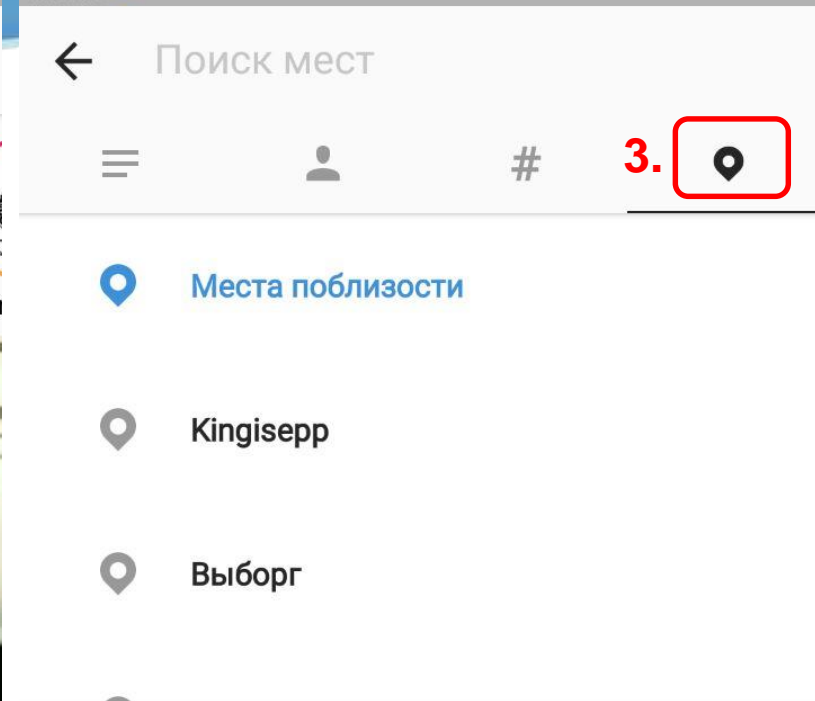 Поиск мест
#
3.
Места поблизости
Kingisepp
Выборг